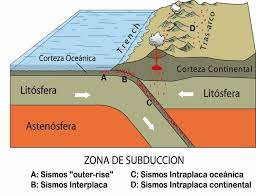 Trench
Tras-arco
D
Corteza Oceánica
Corteza Continental
A
B
C
Litósfera
Litósfera
Astenósfera
ZONA DE SUBDUCCION
A: Sismos "outer-rise"
C: Sismos Intraplaca oceánica
B: Sismos Interplaca
D: Sismos Intraplaca continental